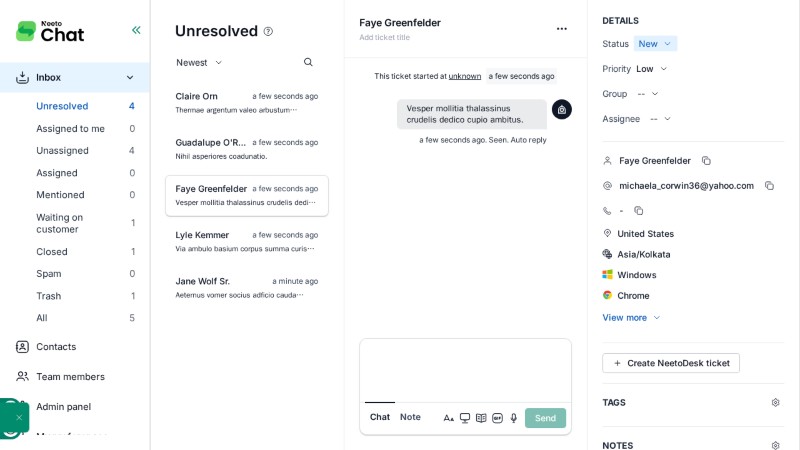 Neeto
Chat
Inbox
Unresolved 4
Assigned to me 0
Unassigned 4
Assigned 0
Mentioned 0
Waiting on
customer 1
Closed 1
Spam 0
Trash 1
All 5
Contacts
Team members
Admin panel
Unresolved
Newest
Claire Orn a few seconds ago
Thermae argentum valeo arbustum···
Guadalupe O'R... a few seconds ago
Nihil asperiores coadunatio.
Faye Greenfelder a few seconds ago
Vesper mollitia thalassinus crudelis dedi···
Lyle Kemmer a few seconds ago
Via ambulo basium corpus summa curis···
Jane Wolf Sr. a minute ago
Aeternus vomer socius adficio cauda···
Faye Greenfelder
Add ticket title
This ticket started at unknown a few seconds ago
Vesper mollitia thalassinus
crudelis dedico cupio ambitus.
a few seconds ago. Seen. Auto reply
Chat Note
Send
DETAILS
Status New
Priority Low
Group --
Assignee --
Faye Greenfelder
michaela_corwin36@yahoo.com
-
United States
Asia/Kolkata
Windows
Chrome
View more
+ Create NeetoDesk ticket
TAGS
NOTES